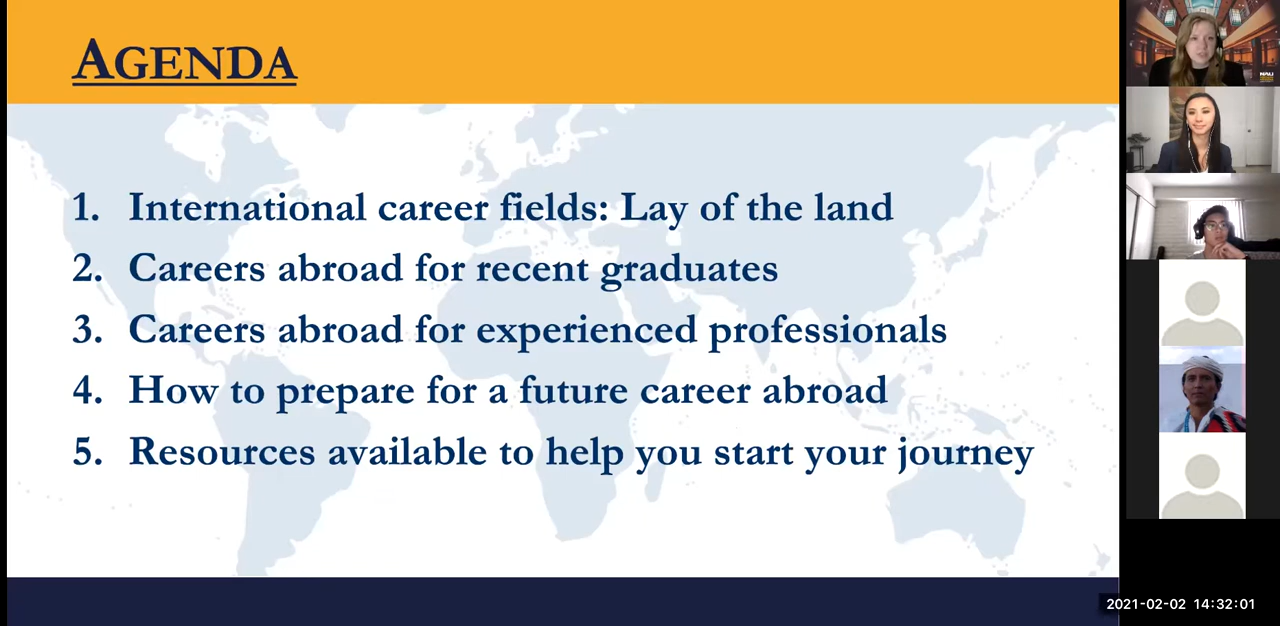 AGENDA
1. International career fields: Lay of the land
2. Careers abroad for recent graduates
3. Careers abroad for experienced professionals
4. How to prepare for a future career abroad
5. Resources available to help you start your journey
NAU
2021-02-02 14:32:01